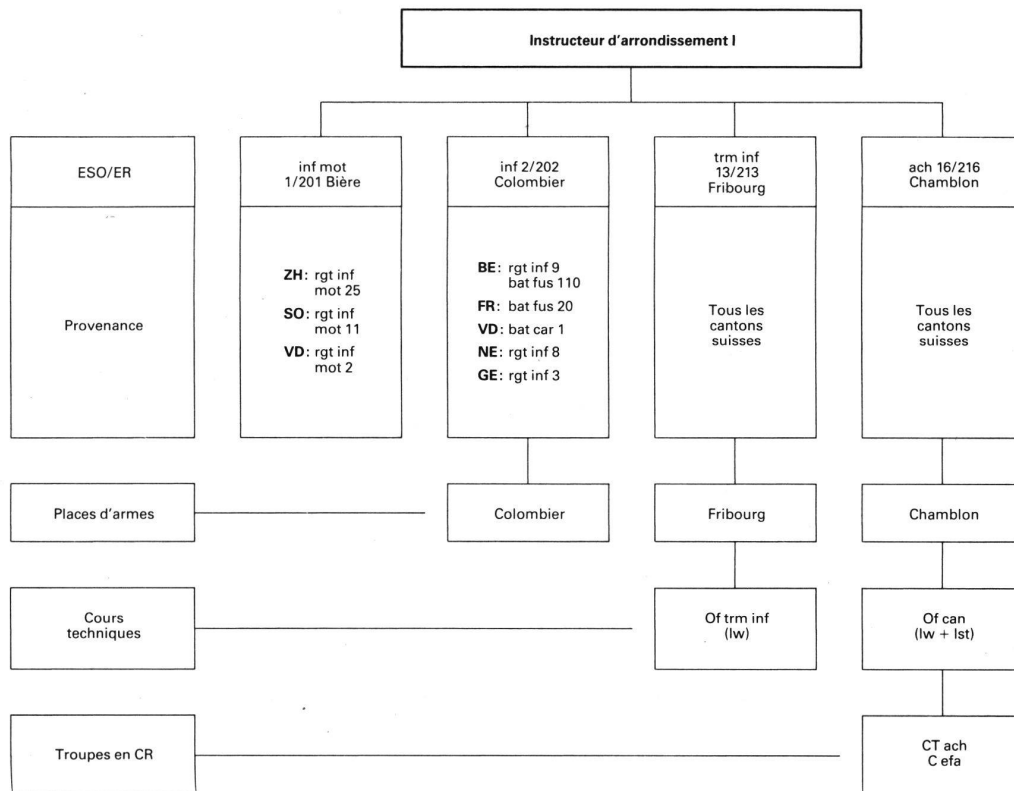 Instructeur d'arrondissement I
ESO/ER
inf mot
1/201 Bière
inf 2/202
Colombier
trm inf
13/213
Fribourg
ach 16/216
Chamblon
Provenance
ZH: rgt inf
mot 25
SO: rgt inf
mot 11
VD: rgt inf
mot 2
BE: rgt inf 9
bat fus 110
FR: bat fus 20
VD: bat car 1
NE: rgt inf 8
GE: rgt inf 3
Tous les
cantons
suisses
Tous les
cantons
suisses
Places d'armes
Colombier
Fribourg
Chamblon
Cours
techniques
Of trm inf
(lw)
Of can
(lw + lst)
Troupes en CR
CT ach
C efa